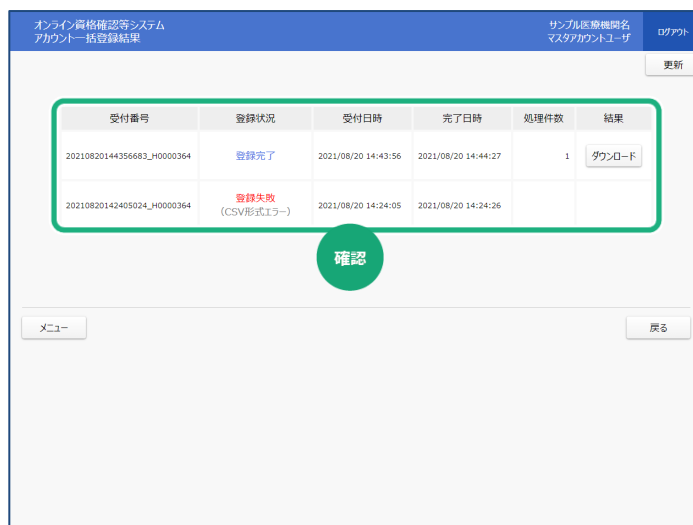 オンライン資格確認等システム
アカウント一括登録結果
サンプル医療機関名
マスタアカウントユーザ
ログアウト
更新
受付番号 登録状況 受付日時 完了日時 処理件数 結果
20210820144356683_H0000364 登録完了 2021/08/20 14:43:56 2021/08/20 14:44:27 1 ダウンロード
20210820142405024_H0000364 登録失敗 2021/08/20 14:24:05 2021/08/20 14:24:26
(CSV形式エラー)
確認
メニュー
戻る